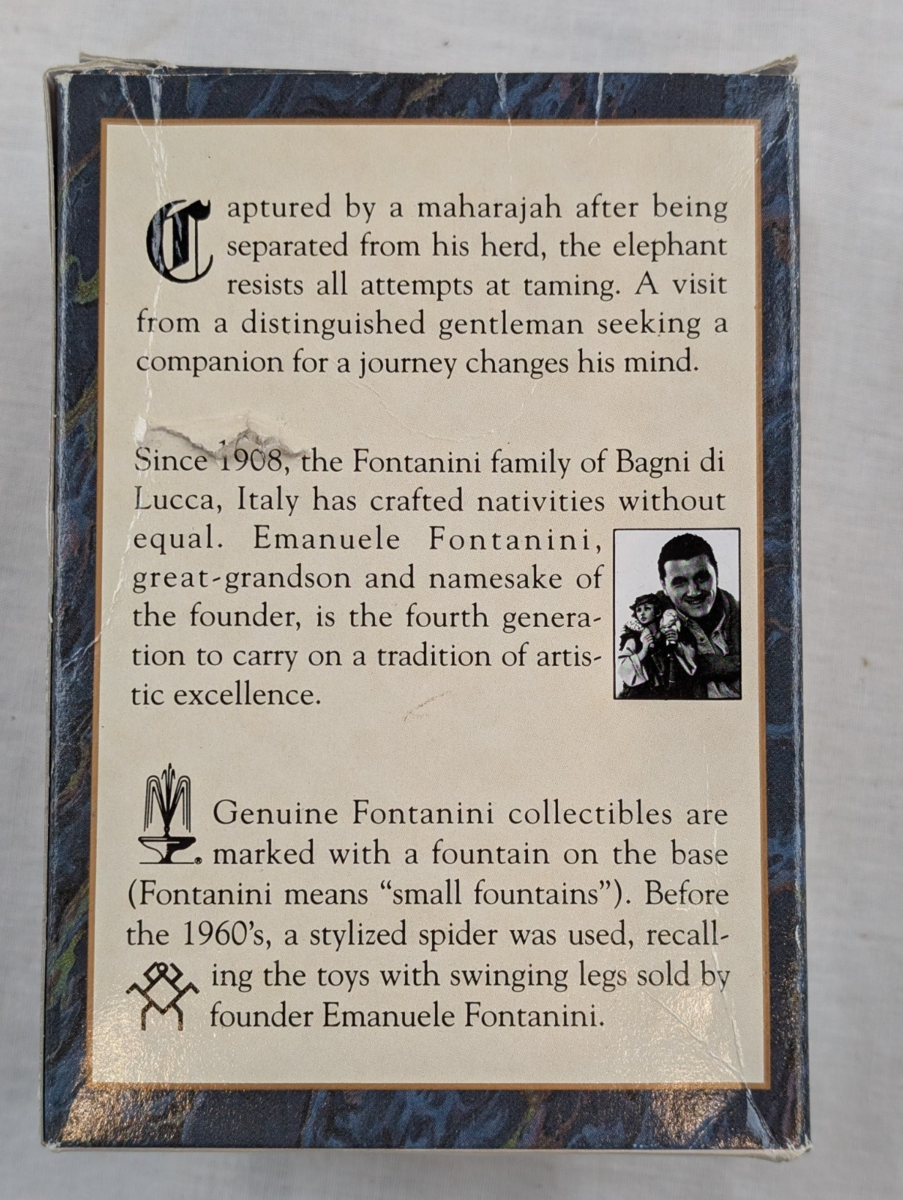 Captured by a maharajah after being
separated from his herd, the elephant
resists all attempts at taming. A visit
from a distinguished gentleman seeking a
companion for a journey changes his mind.
Since 1908, the Fontanini family of Bagni di
Lucca, Italy has crafted nativities without
equal. Emanuele Fontanini,
great-grandson and namesake of
the founder, is the fourth genera-
tion to carry on a tradition of artis-
tic excellence.
Genuine Fontanini collectibles are
® marked with a fountain on the base
(Fontanini means “small fountains”). Before
the 1960’s, a stylized spider was used, recall-
ing the toys with swinging legs sold by
founder Emanuele Fontanini.